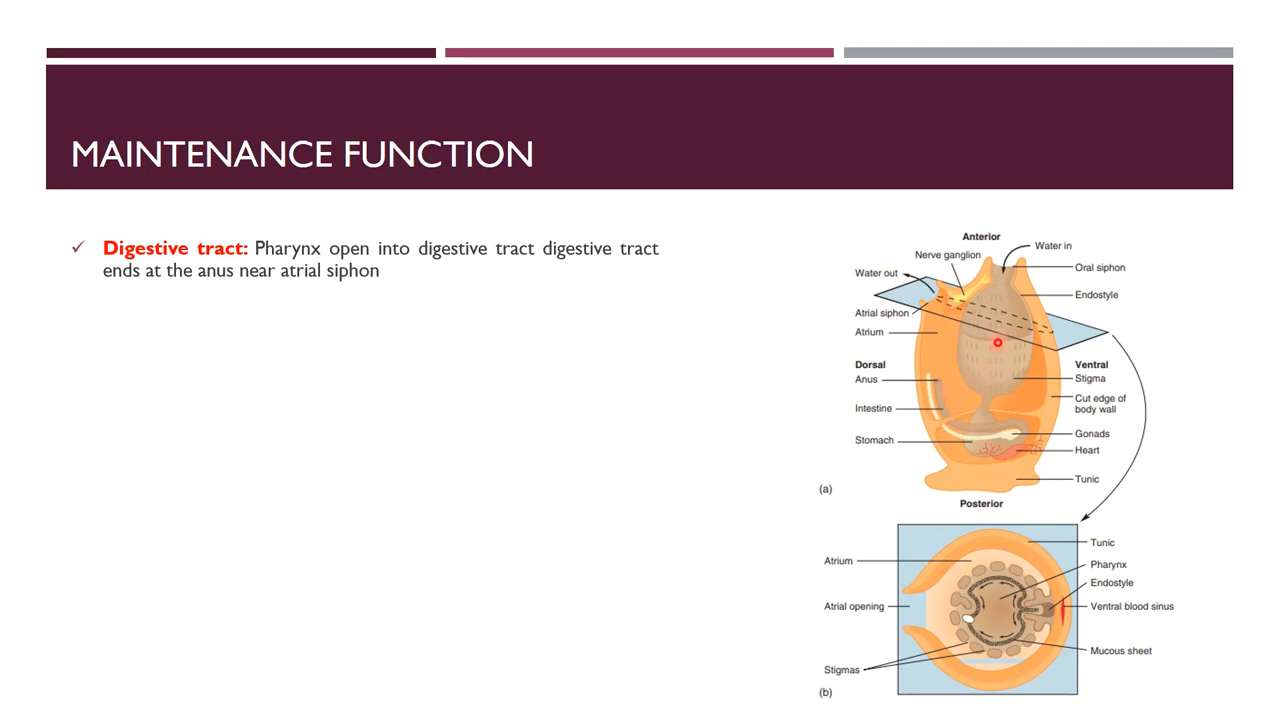 MAINTENANCE FUNCTION
✓ Digestive tract: Pharynx open into digestive tract digestive tract
ends at the anus near atrial siphon
Anterior
Water in
Nerve ganglion
Oral siphon
Water out
Endostyle
Atrial siphon
Atrium
Dorsal
Ventral
Anus
Stigma
Cut edge of
body wall
Intestine
Gonads
Stomach
Heart
Tunic
(a)
Posterior
Tunic
Atrium
Pharynx
Endostyle
Atrial opening
Ventral blood sinus
Mucous sheet
Stigmas
(b)